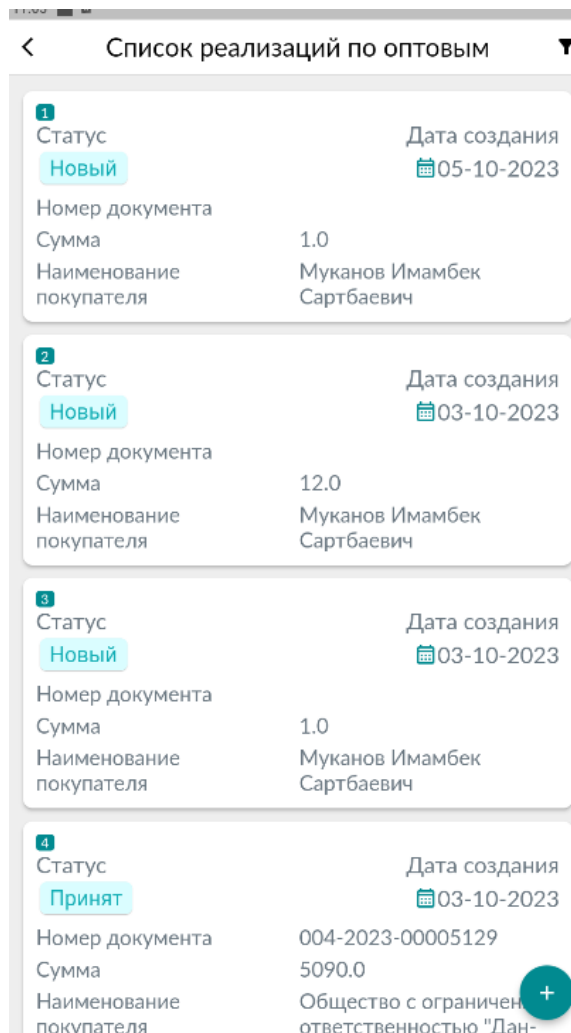 Список реализаций по оптовым
1
Статус Дата создания
Новый 05-10-2023
Номер документа
Сумма 1.0
Наименование Муканов Имамбек
покупателя Сартбаевич
2
Статус Дата создания
Новый 03-10-2023
Номер документа
Сумма 12.0
Наименование Муканов Имамбек
покупателя Сартбаевич
3
Статус Дата создания
Новый 03-10-2023
Номер документа
Сумма 1.0
Наименование Муканов Имамбек
покупателя Сартбаевич
4
Статус Дата создания
Принят 03-10-2023
Номер документа 004-2023-00005129
Сумма 5090.0
Наименование Общество с ограничен
покупателя ответственностью "Дан-
+